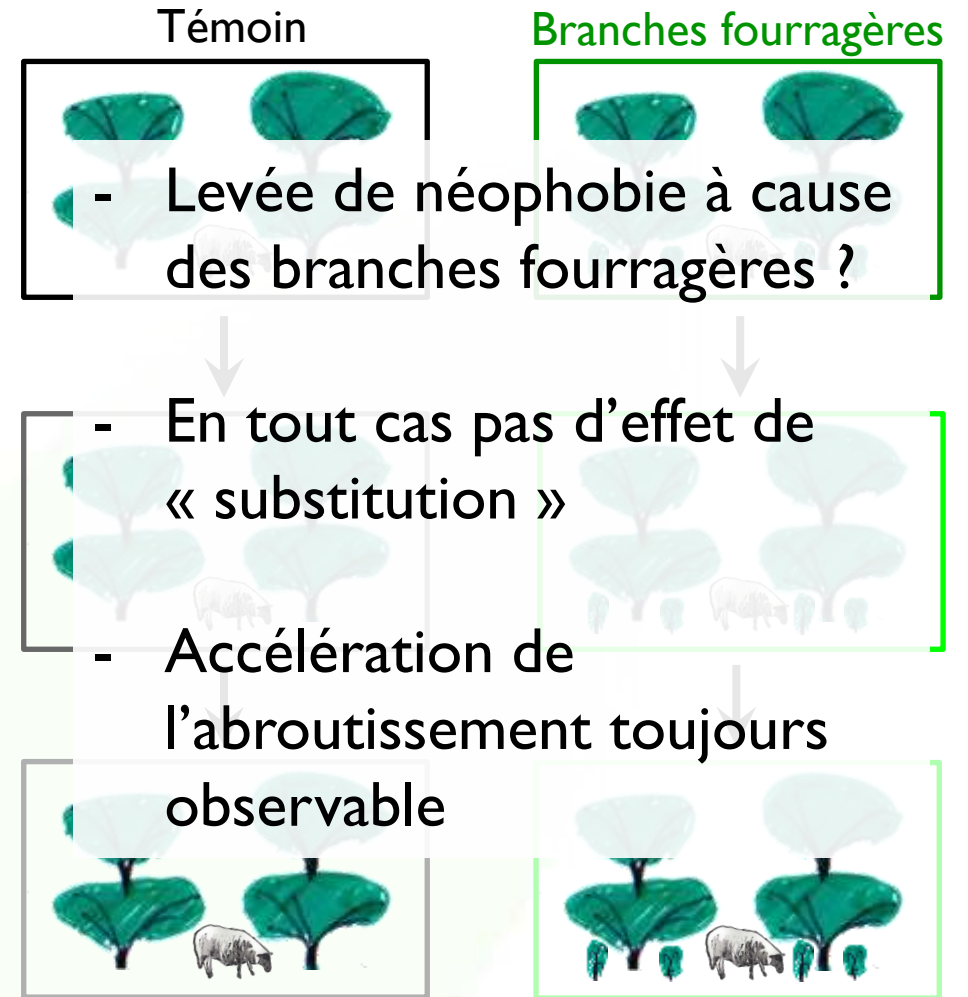 Témoin
Branches fourragères
- Levée de néophobie à cause
des branches fourragères ?
- En tout cas pas d’effet de
« substitution »
- Accélération de
l’abroutissement toujours
observable